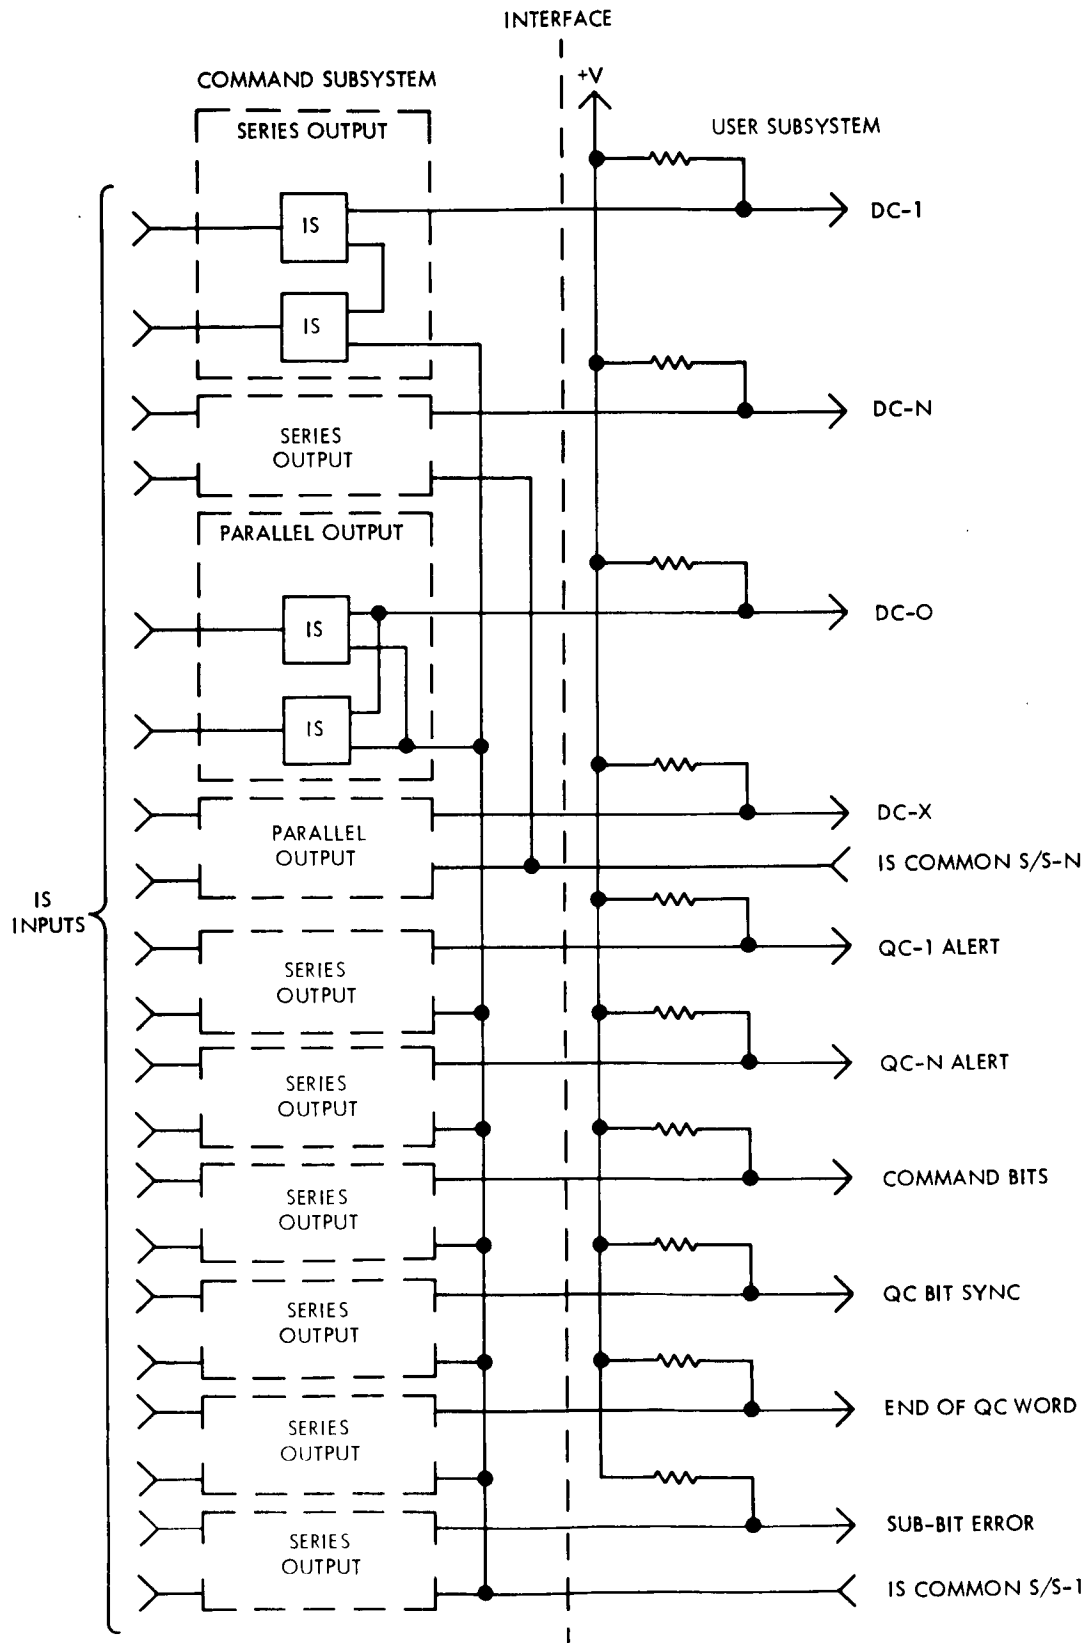 INTERFACE
COMMAND SUBSYSTEM
+V
SERIES OUTPUT
USER SUBSYSTEM
IS
DC-1
IS
DC-N
SERIES
OUTPUT
PARALLEL OUTPUT
IS
DC-O
IS
DC-X
PARALLEL
OUTPUT
IS COMMON S/S-N
IS
INPUTS
QC-1 ALERT
SERIES
OUTPUT
QC-N ALERT
SERIES
OUTPUT
COMMAND BITS
SERIES
OUTPUT
QC BIT SYNC
SERIES
OUTPUT
END OF QC WORD
SERIES
OUTPUT
SUB-BIT ERROR
SERIES
OUTPUT
IS COMMON S/S-1